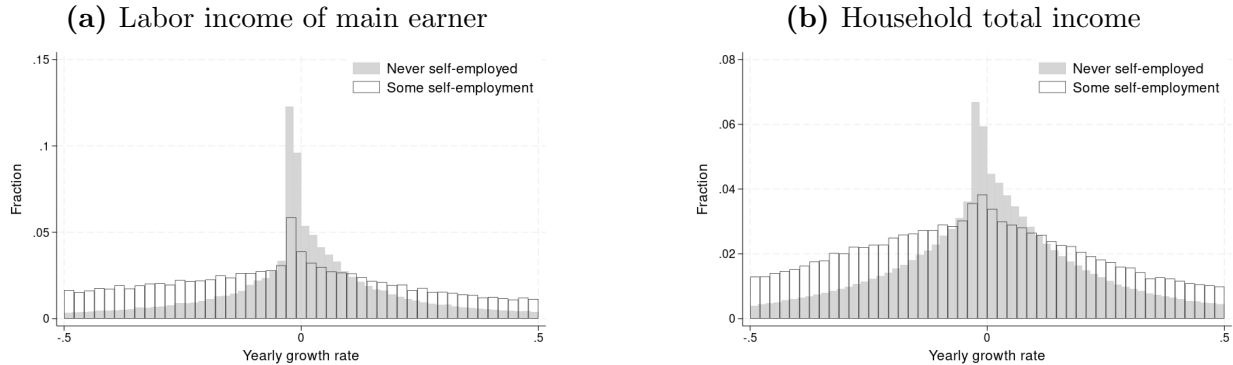 (a) Labor income of main earner
.15
.1
.05
0
Fraction
Never self-employed
Some self-employment
-.5
0
.5
Yearly growth rate
(b) Household total income
.08
.06
.04
.02
0
Fraction
Never self-employed
Some self-employment
-.5
0
.5
Yearly growth rate